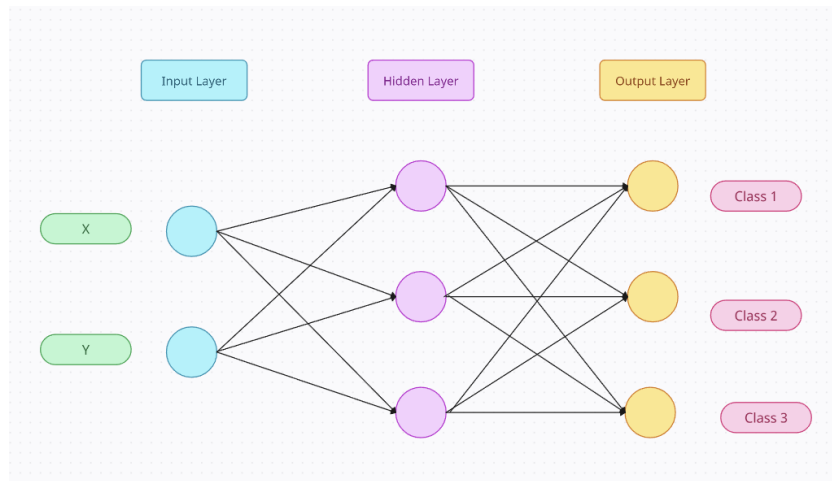 Input Layer
Hidden Layer
Output Layer
X
Y
Class 1
Class 2
Class 3